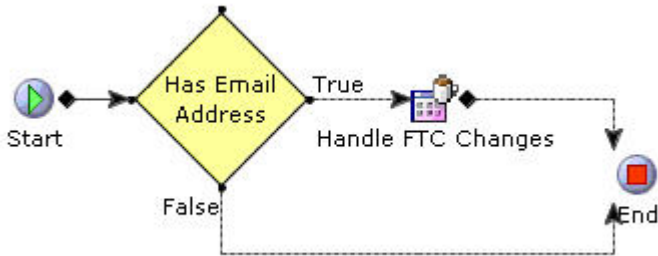 Has Email
Address
True
Start
Handle FTC Changes
False
End